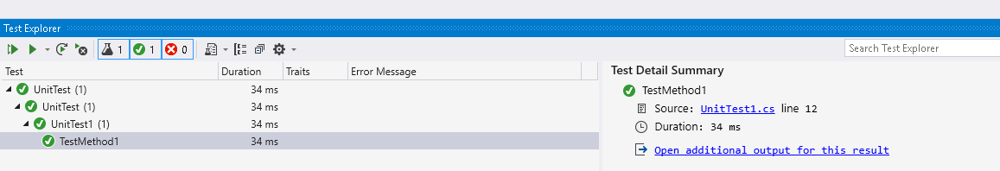 Test Explorer
1 1 0
Search Test Explorer
Test Duration Traits Error Message
UnitTest (1) 34 ms
UnitTest (1) 34 ms
UnitTest1 (1) 34 ms
TestMethod1 34 ms
Test Detail Summary
TestMethod1
Source: UnitTest1.cs line 12
Duration: 34 ms
Open additional output for this result